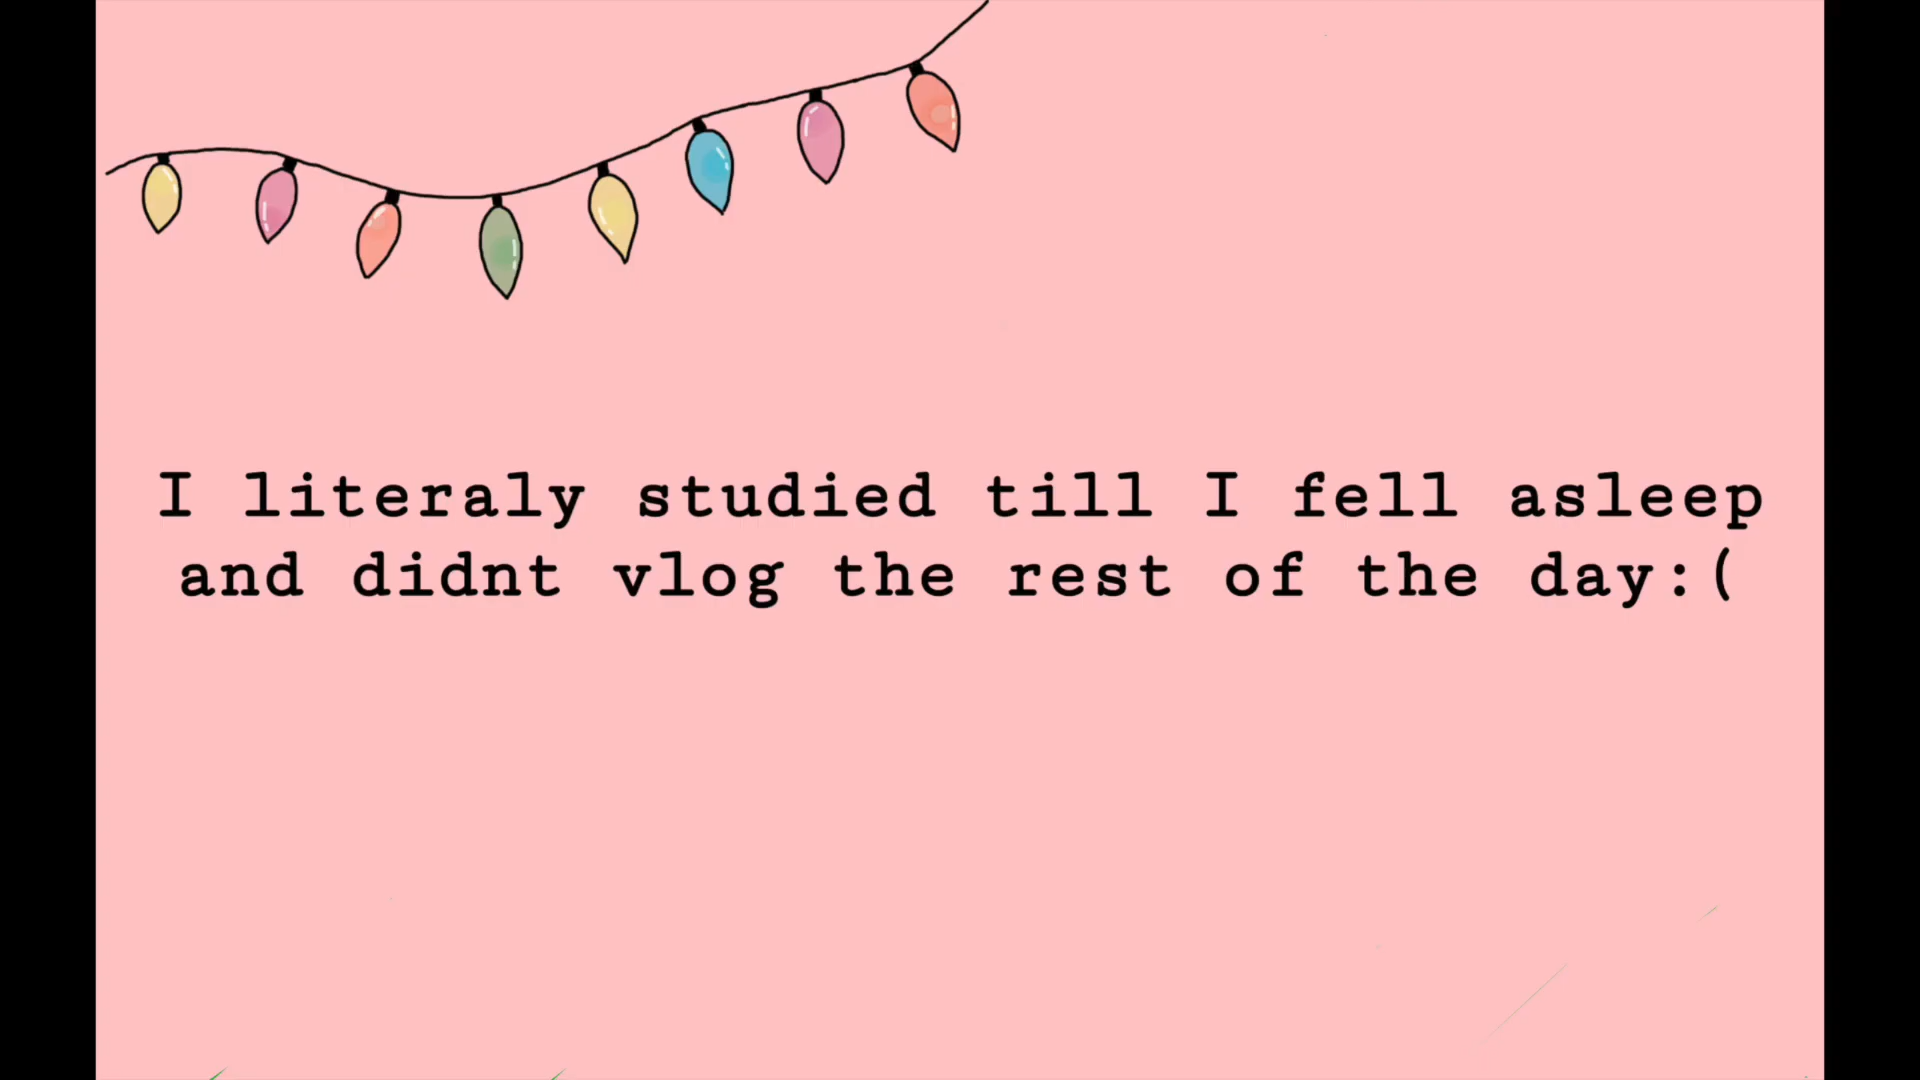 I literaly studied till I fell asleep
and didnt vlog the rest of the day:(